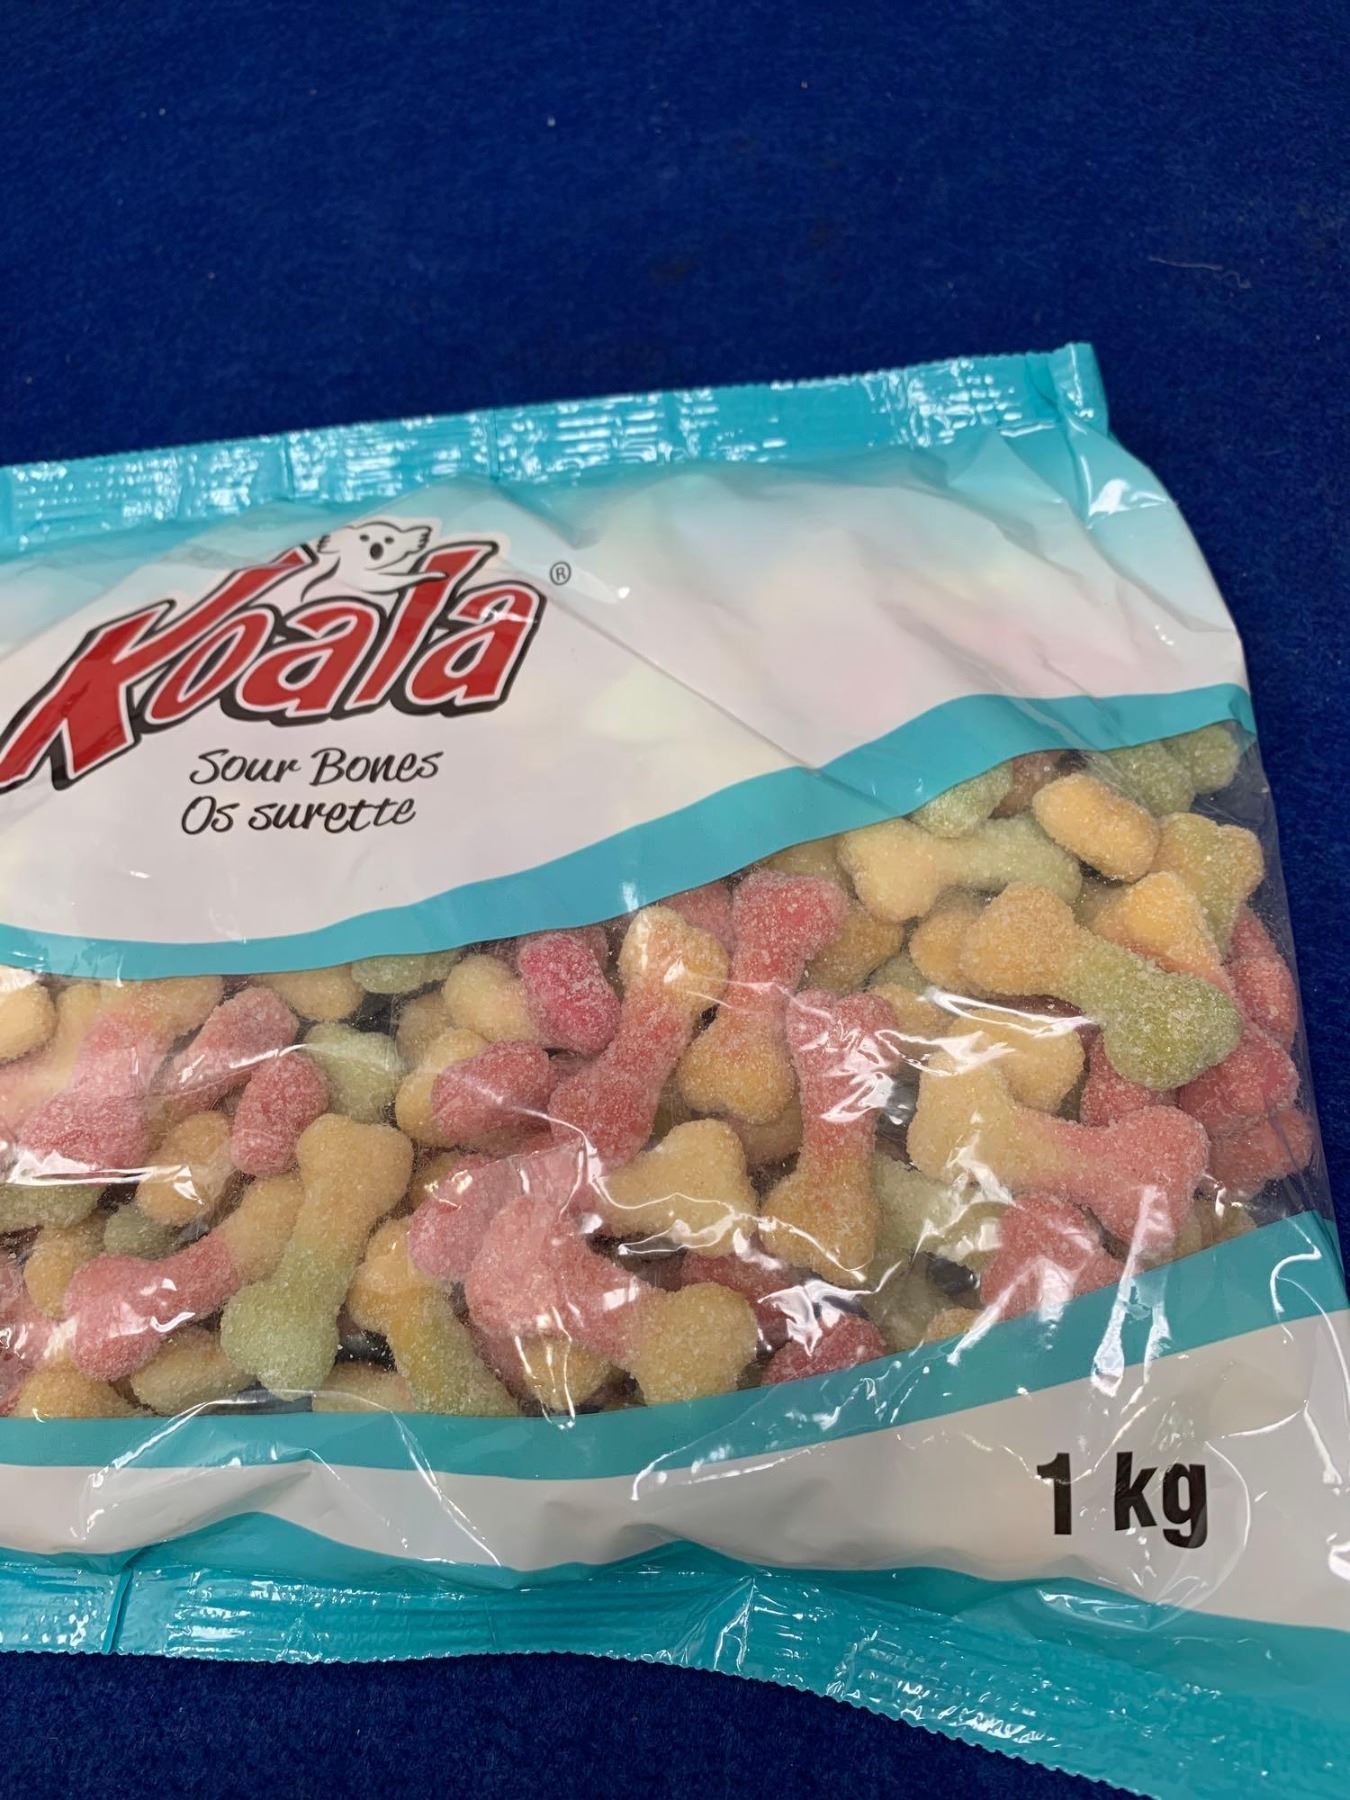 Koala®
Sour Bones
Os surette
1 kg